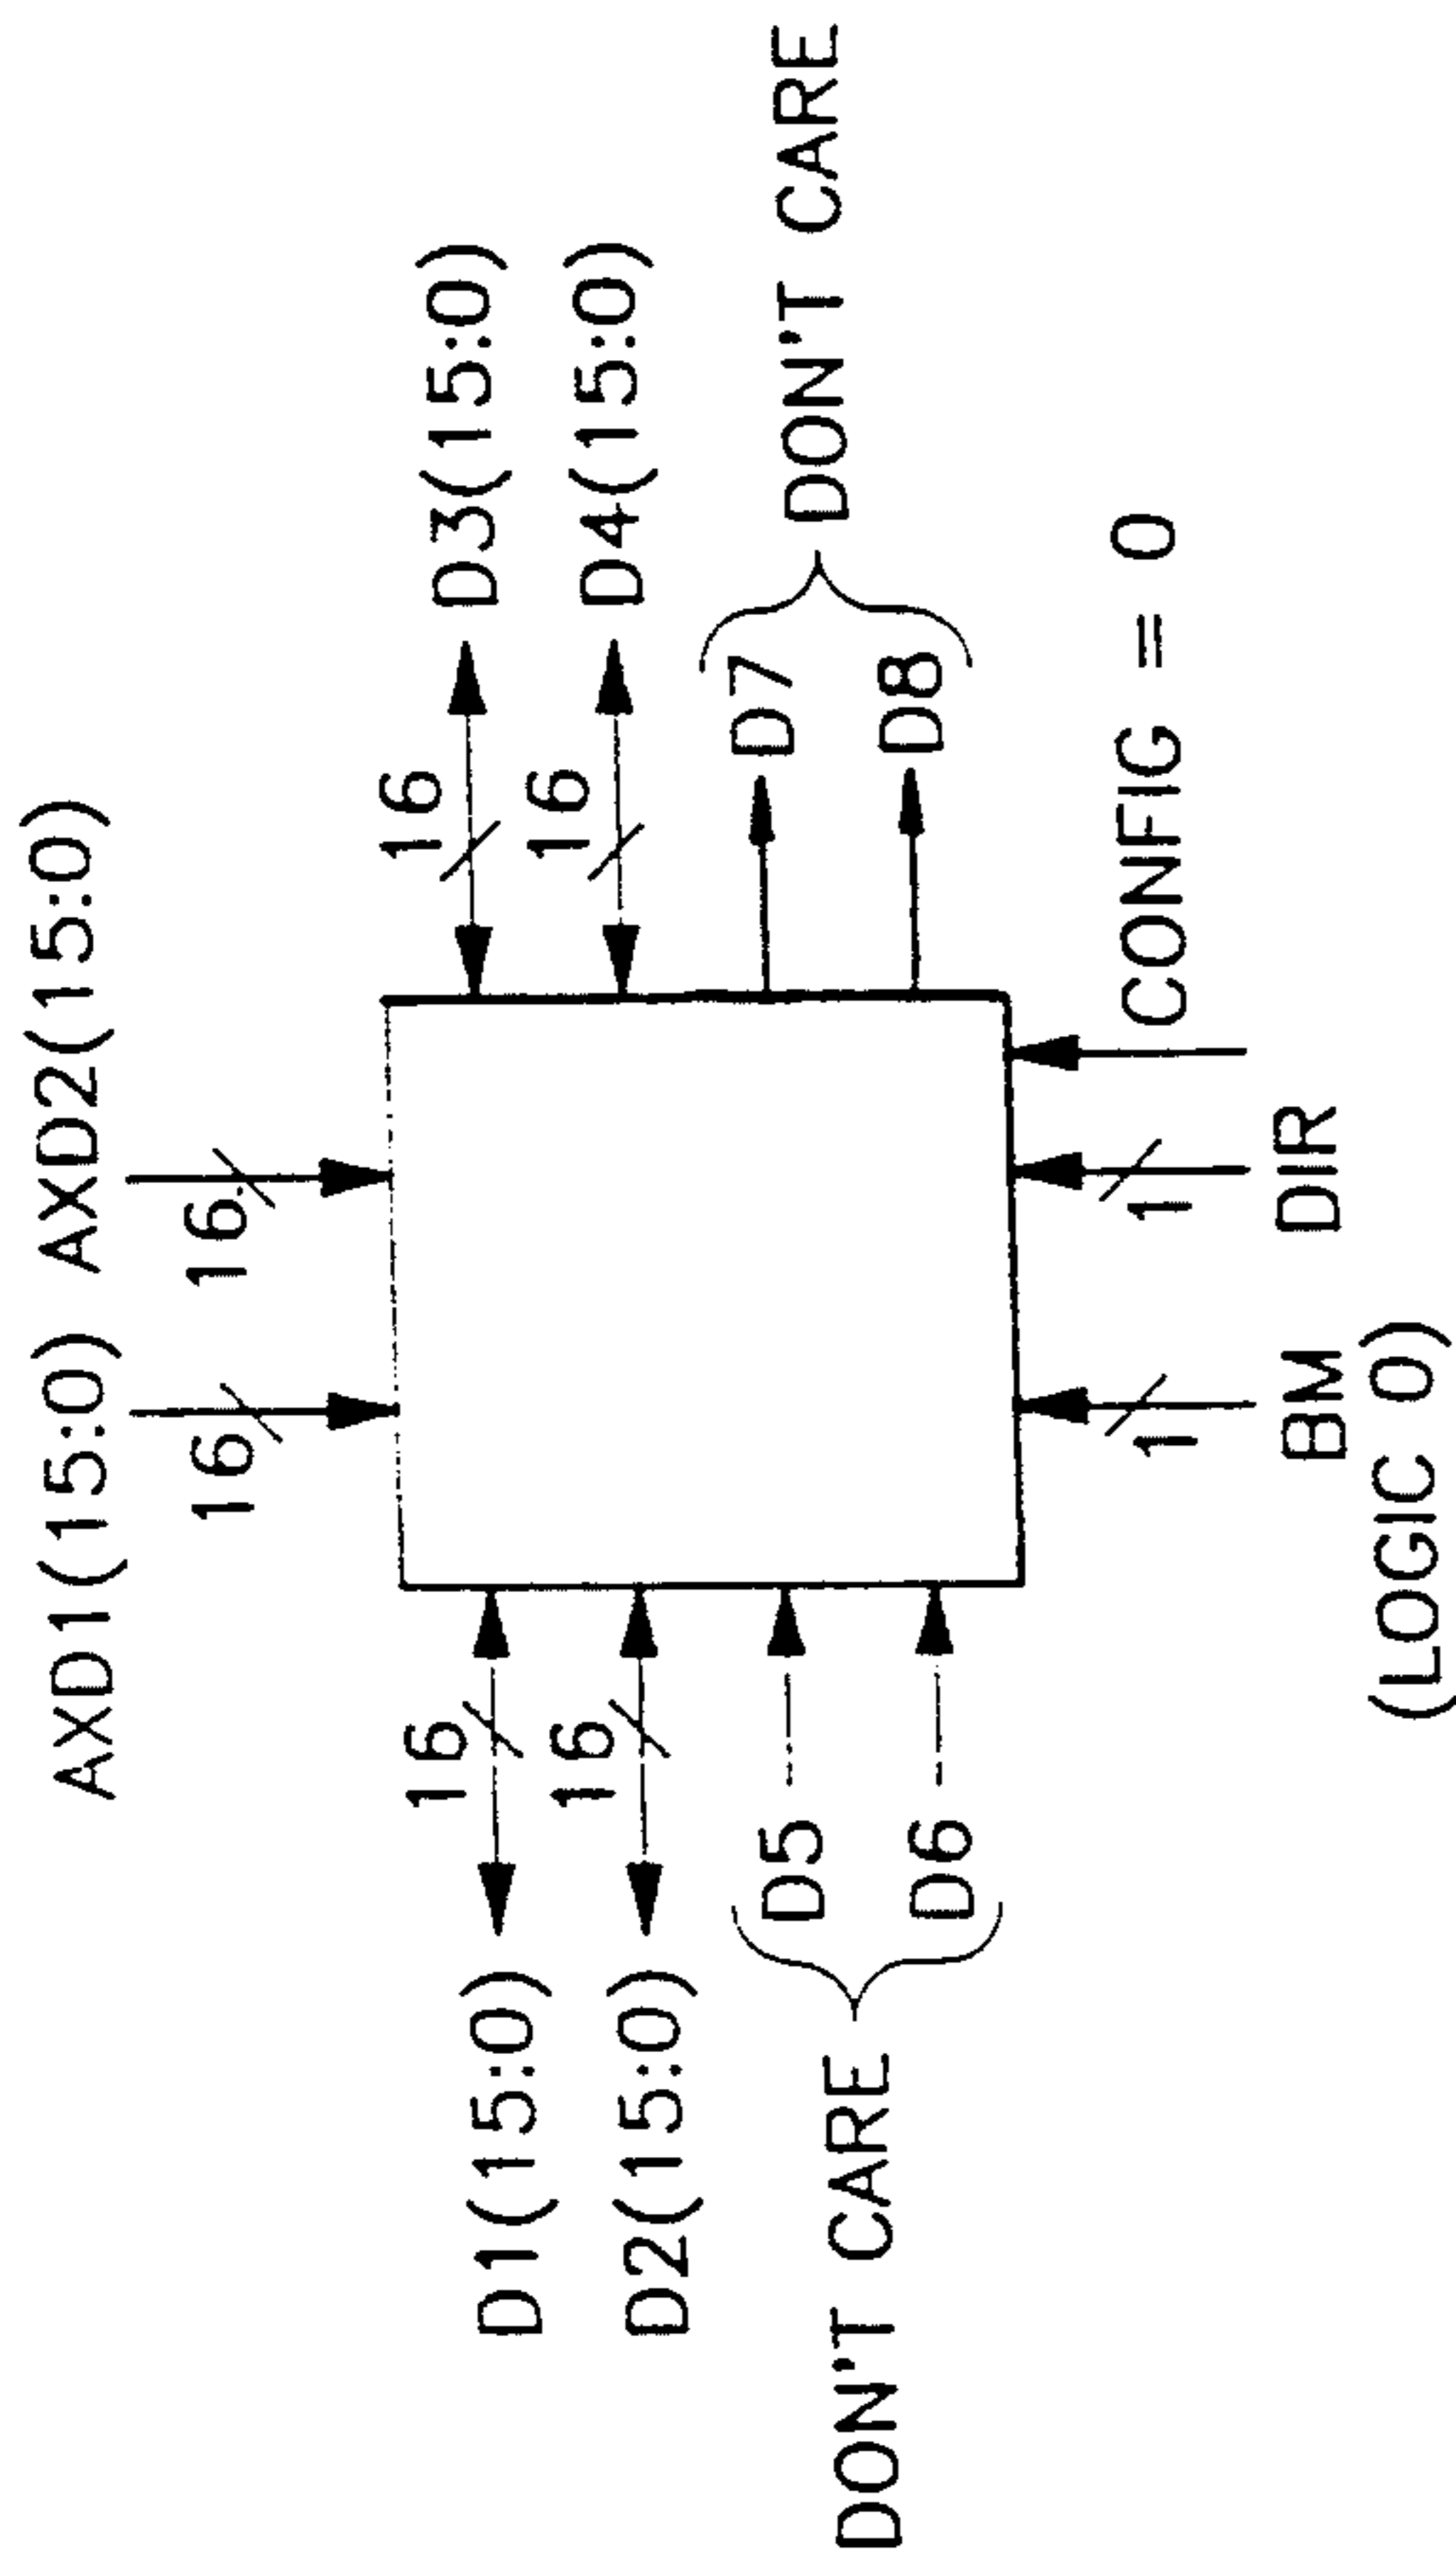 AXD1(15:0) AXD2(15:0)
16 16
D1(15:0) 16 16 D3(15:0)
D2(15:0) 16 16 D4(15:0)
D5 D7
DON'T CARE DON'T CARE
D6 D8
1 1 CONFIG = 0
BM DIR
(LOGIC 0)